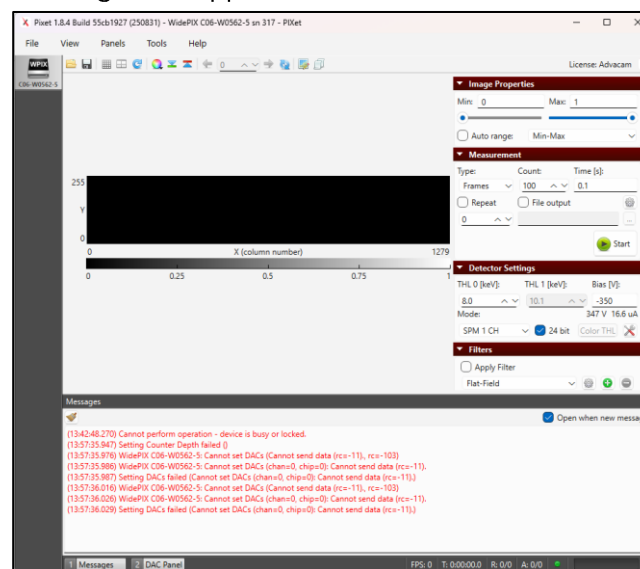 Pixet 1.8.4 Build 55cb1927 (250831) - WidePIX C06-W0562-5 sn 317 - PIXet
File View Panels Tools Help
WPIX
C06-W0562-5
0
License: Advacam
Image Properties
Min: 0 Max: 1
Auto range: Min-Max
Measurement
Type: Count: Time [s]:
Frames 100 0.1
Repeat File output
0 ...
Start
255
Y
0
0 X (column number) 1279
0 0.25 0.5 0.75 1
Detector Settings
THL 0 [keV]: THL 1 [keV]: Bias [V]:
8.0 10.1 -350
Mode: 347 V 16.6 uA
SPM 1 CH 24 bit Color THL
Filters
Apply Filter
Flat-Field
Messages
Open when new messa
(13:42:48.270) Cannot perform operation - device is busy or locked.
(13:57:35.947) Setting Counter Depth failed ()
(13:57:35.976) WidePIX C06-W0562-5: Cannot set DACs (Cannot send data (rc=-11)., rc=-103)
(13:57:35.986) WidePIX C06-W0562-5: Cannot set DACs (chan=0, chip=0): Cannot send data (rc=-11).
(13:57:35.987) Setting DACs failed (Cannot set DACs (chan=0, chip=0): Cannot send data (rc=-11).)
(13:57:36.016) WidePIX C06-W0562-5: Cannot set DACs (Cannot send data (rc=-11)., rc=-103)
(13:57:36.026) WidePIX C06-W0562-5: Cannot set DACs (chan=0, chip=0): Cannot send data (rc=-11).
(13:57:36.029) Setting DACs failed (Cannot set DACs (chan=0, chip=0): Cannot send data (rc=-11).)
1 Messages 2 DAC Panel FPS: 0 T: 0:00:00.0 R: 0/0 A: 0/0